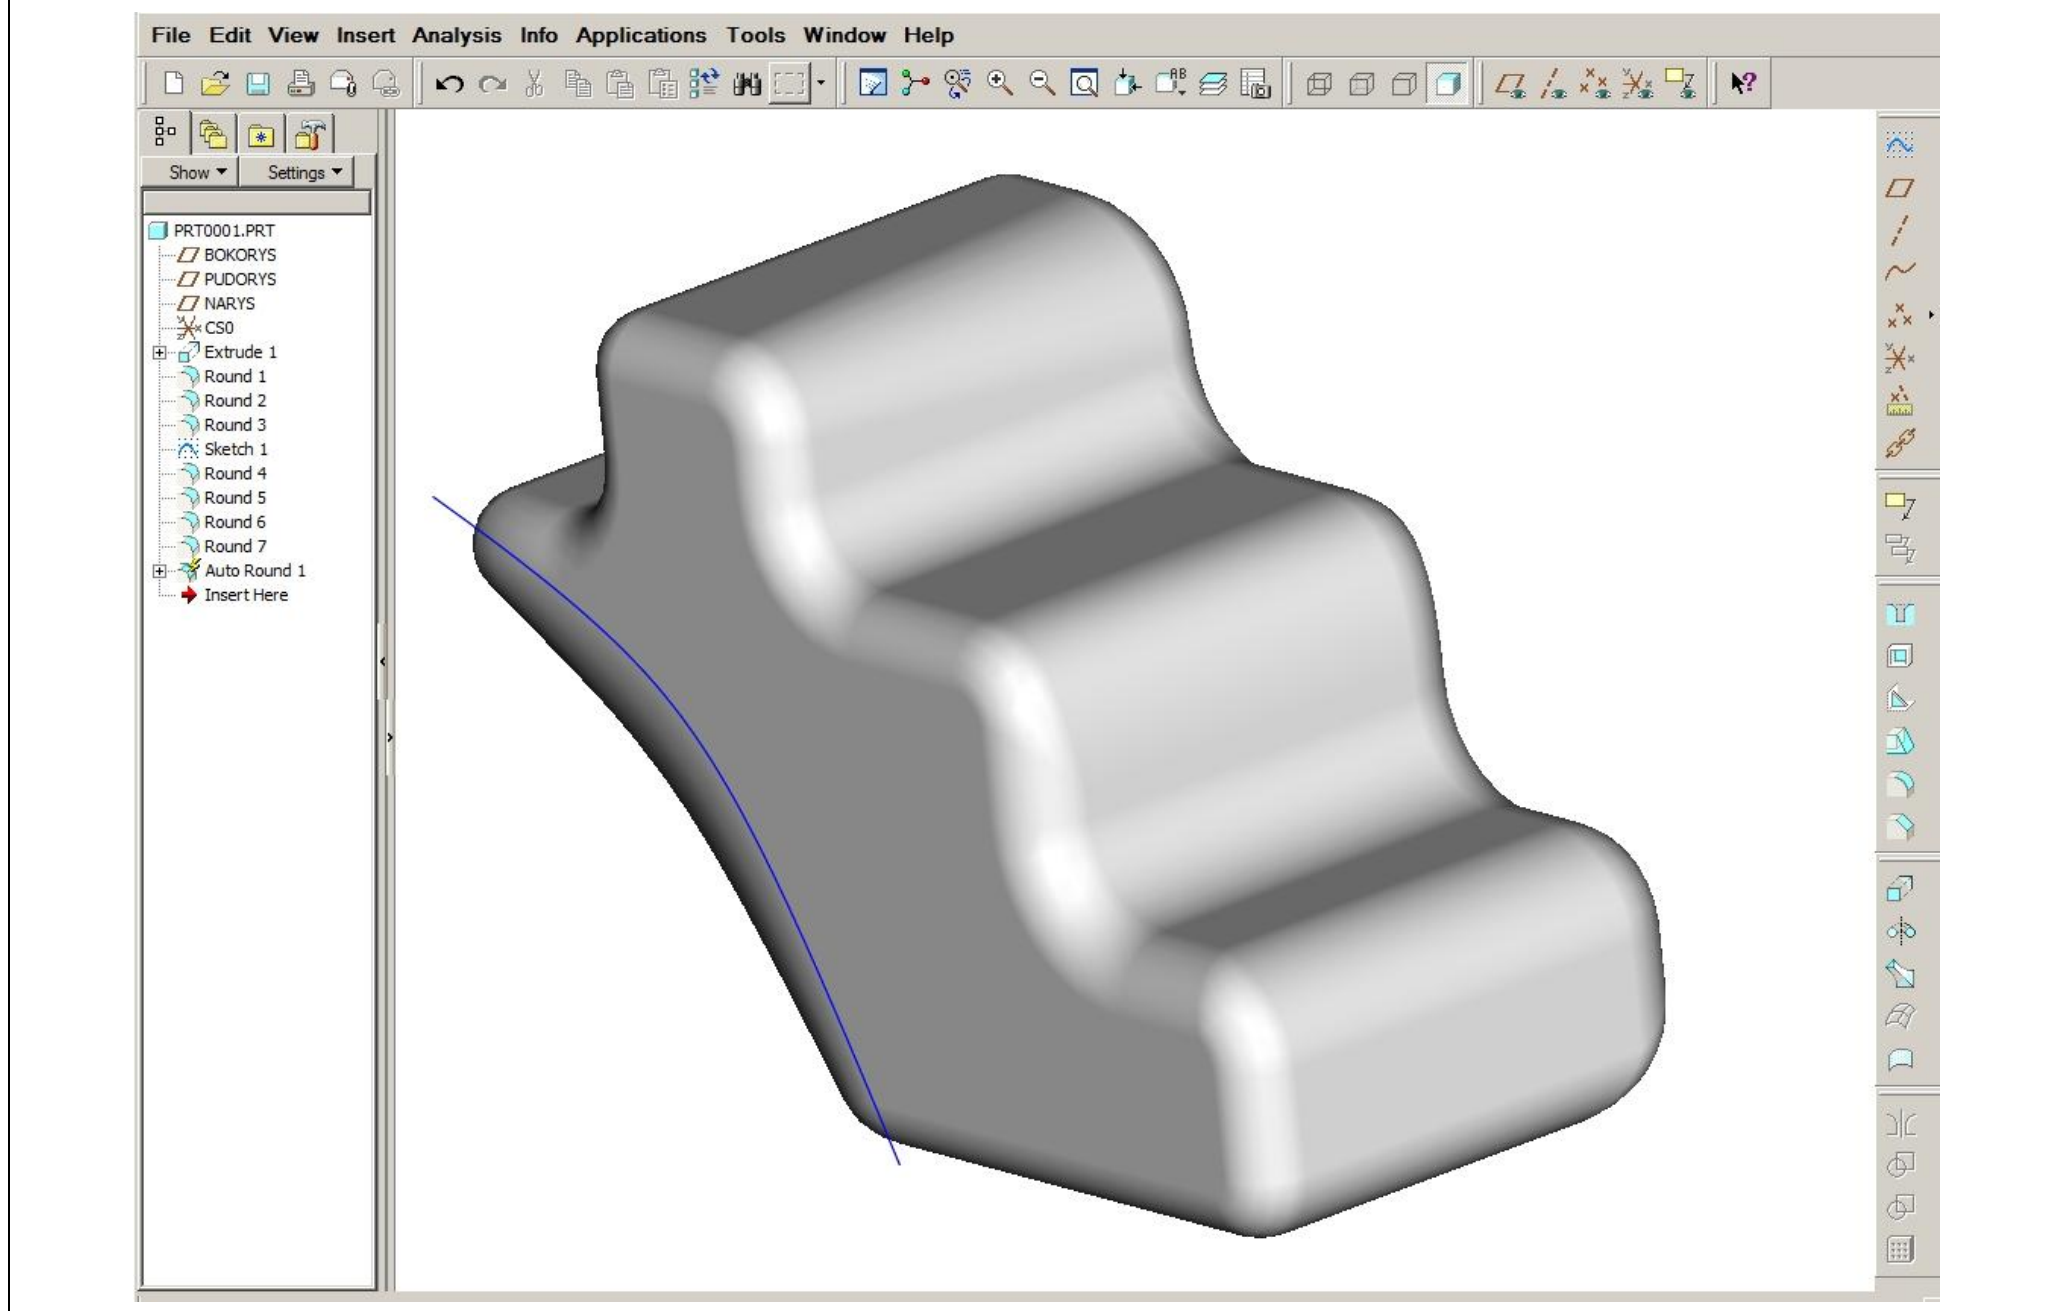 File Edit View Insert Analysis Info Applications Tools Window Help
Show Settings
PRT0001.PRT
BOKORYS
PUDORYS
NARYS
CS0
Extrude 1
Round 1
Round 2
Round 3
Sketch 1
Round 4
Round 5
Round 6
Round 7
Auto Round 1
Insert Here